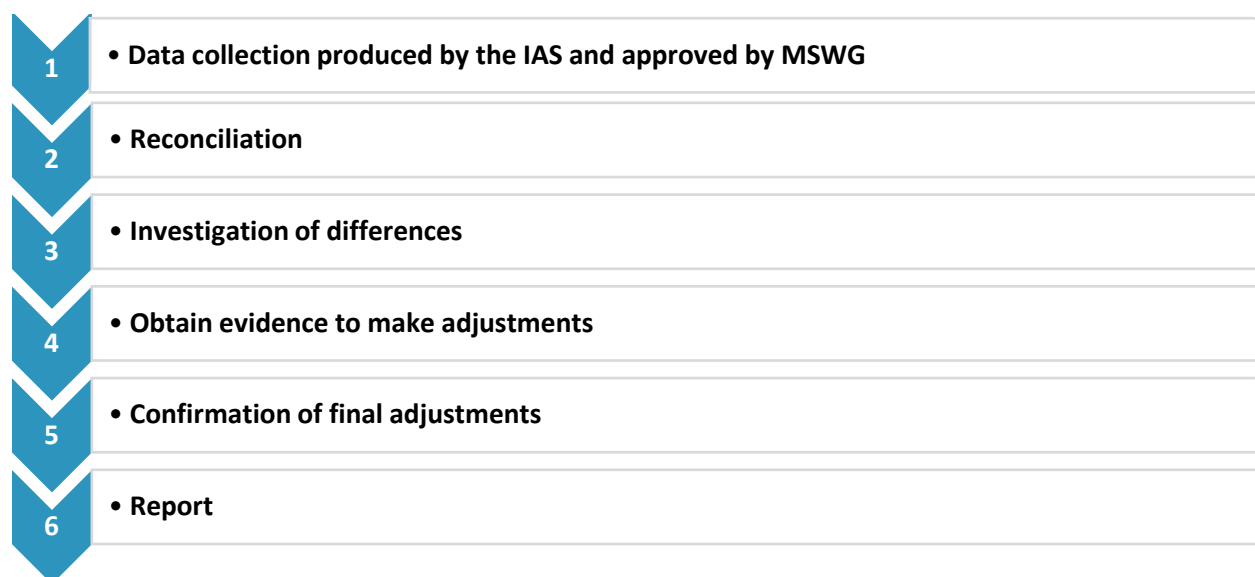 1 • Data collection produced by the IAS and approved by MSWG
2 • Reconciliation
3 • Investigation of differences
4 • Obtain evidence to make adjustments
5 • Confirmation of final adjustments
6 • Report